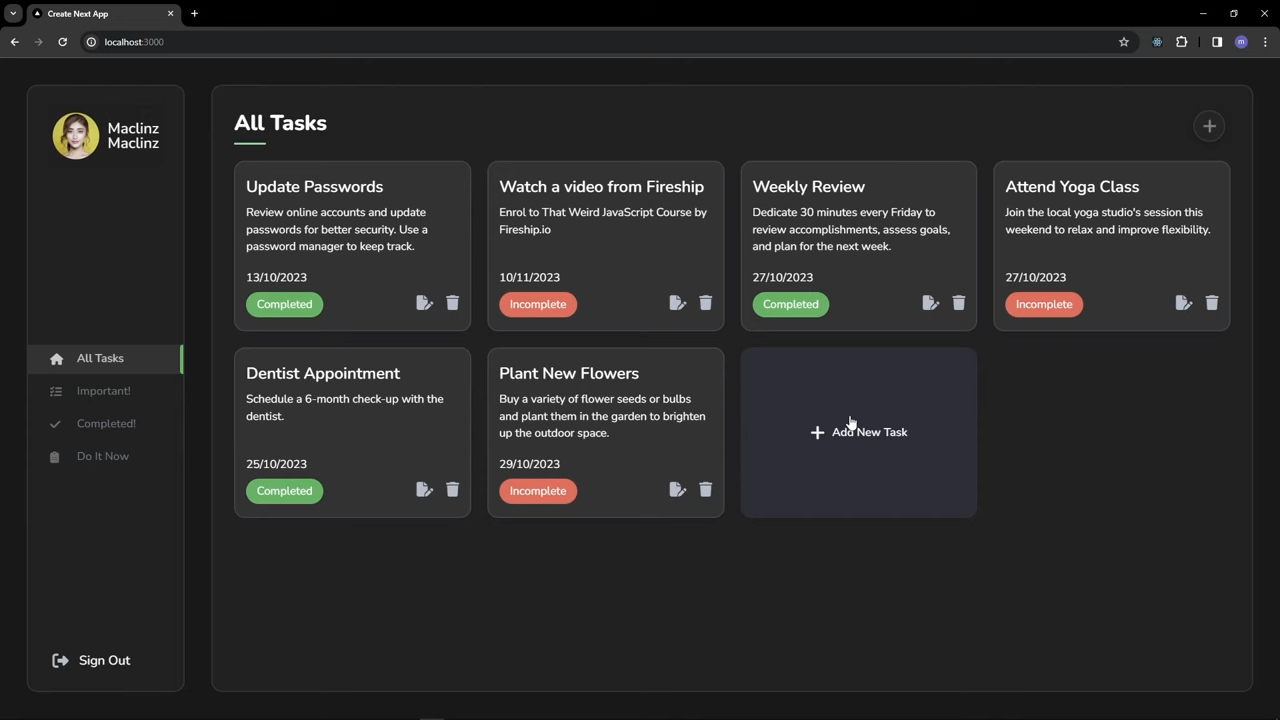 Create Next App
localhost:3000
m
Maclinz
Maclinz
All Tasks
Important!
Completed!
Do It Now
Sign Out
All Tasks
Update Passwords
Review online accounts and update
passwords for better security. Use a
password manager to keep track.
13/10/2023
Completed
Watch a video from Fireship
Enrol to That Weird JavaScript Course by
Fireship.io
10/11/2023
Incomplete
Weekly Review
Dedicate 30 minutes every Friday to
review accomplishments, assess goals,
and plan for the next week.
27/10/2023
Completed
Attend Yoga Class
Join the local yoga studio's session this
weekend to relax and improve flexibility.
27/10/2023
Incomplete
Dentist Appointment
Schedule a 6-month check-up with the
dentist.
25/10/2023
Completed
Plant New Flowers
Buy a variety of flower seeds or bulbs
and plant them in the garden to brighten
up the outdoor space.
29/10/2023
Incomplete
Add New Task